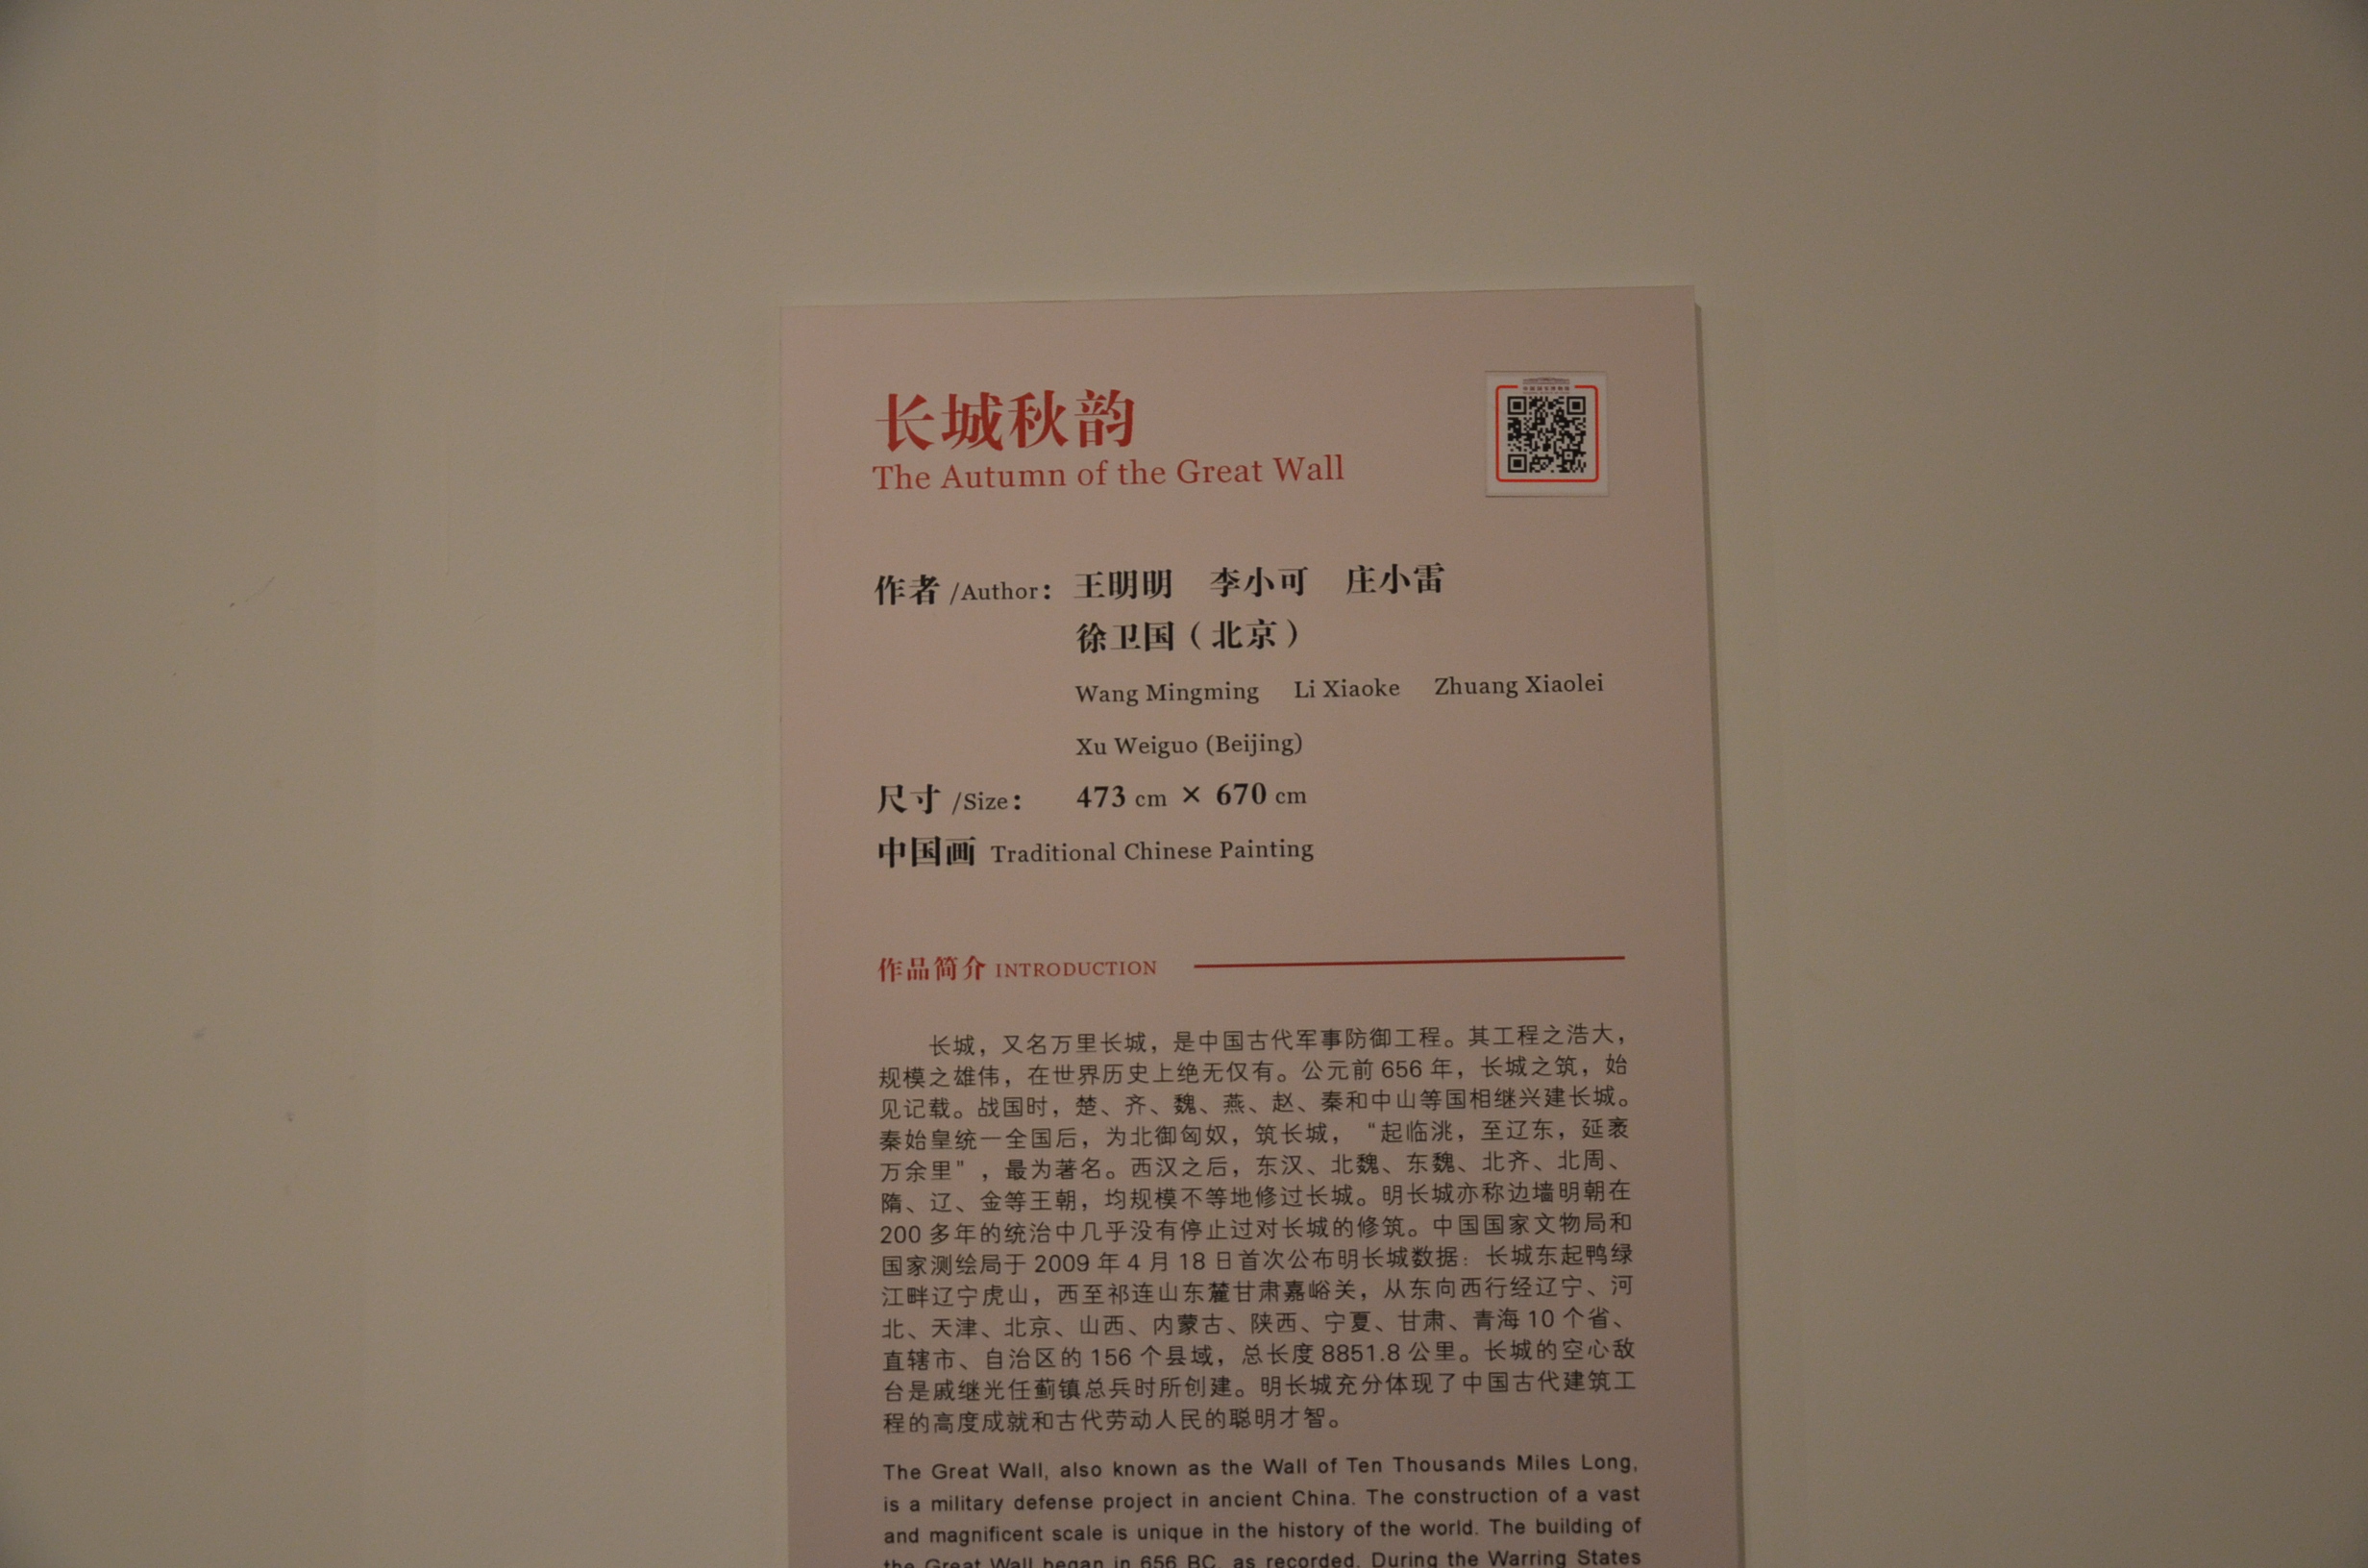 长城秋韵
The Autumn of the Great Wall
作者 /Author： 王明明 李小可 庄小雷
徐卫国（北京）
Wang Mingming Li Xiaoke Zhuang Xiaolei
Xu Weiguo (Beijing)
尺寸 /Size： 473 cm × 670 cm
中国画 Traditional Chinese Painting
作品简介 INTRODUCTION
长城，又名万里长城，是中国古代军事防御工程。其工程之浩大，
规模之雄伟，在世界历史上绝无仅有。公元前 656 年，长城之筑，始
见记载。战国时，楚、齐、魏、燕、赵、秦和中山等国相继兴建长城。
秦始皇统一全国后，为北御匈奴，筑长城，“起临洮，至辽东，延袤
万余里”，最为著名。西汉之后，东汉、北魏、东魏、北齐、北周、
隋、辽、金等王朝，均规模不等地修过长城。明长城亦称边墙明朝在
200 多年的统治中几乎没有停止过对长城的修筑。中国国家文物局和
国家测绘局于 2009 年 4 月 18 日首次公布明长城数据：长城东起鸭绿
江畔辽宁虎山，西至祁连山东麓甘肃嘉峪关，从东向西行经辽宁、河
北、天津、北京、山西、内蒙古、陕西、宁夏、甘肃、青海 10 个省、
直辖市、自治区的 156 个县域，总长度 8851.8 公里。长城的空心敌
台是戚继光任蓟镇总兵时所创建。明长城充分体现了中国古代建筑工
程的高度成就和古代劳动人民的聪明才智。
The Great Wall, also known as the Wall of Ten Thousands Miles Long,
is a military defense project in ancient China. The construction of a vast
and magnificent scale is unique in the history of the world. The building of
the Great Wall began in 656 BC, as recorded. During the Warring States